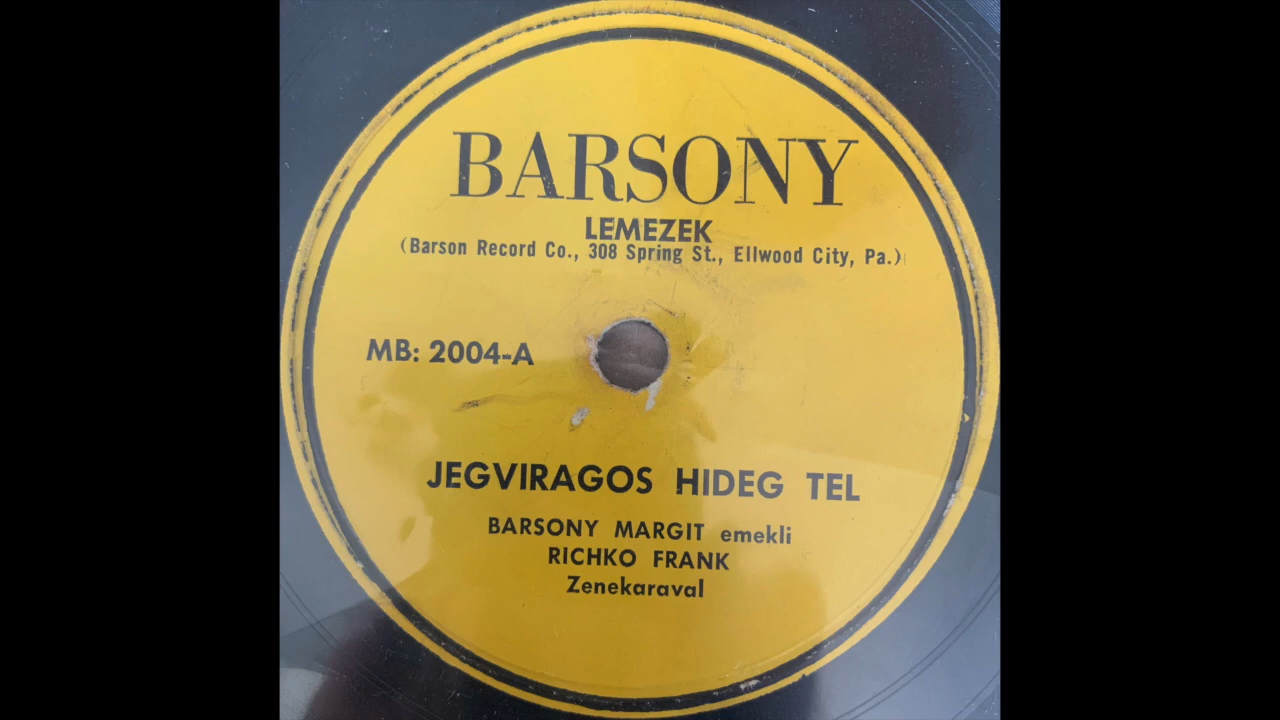 BARSONY
LEMEZEK
(Barson Record Co., 308 Spring St., Ellwood City, Pa.)
MB: 2004-A
JEGVIRAGOS HIDEG TEL
BARSONY MARGIT emekli
RICHKO FRANK
Zenekaraval